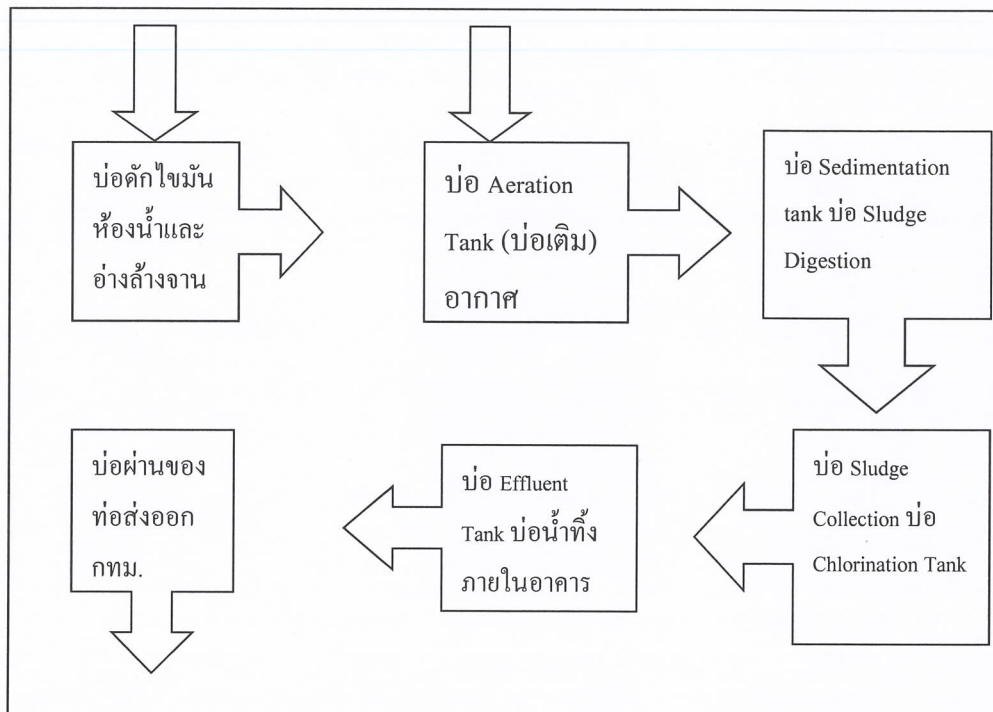 บ่อดักไขมัน
ห้องน้ำและ
อ่างล้างจาน
บ่อ Aeration
Tank (บ่อเติม)
อากาศ
บ่อ Sedimentation
tank บ่อ Sludge
Digestion
บ่อ Sludge
Collection บ่อ
Chlorination Tank
บ่อ Effluent
Tank บ่อน้ำทิ้ง
ภายในอาคาร
บ่อผ่านของ
ท่อส่งออก
กทม.